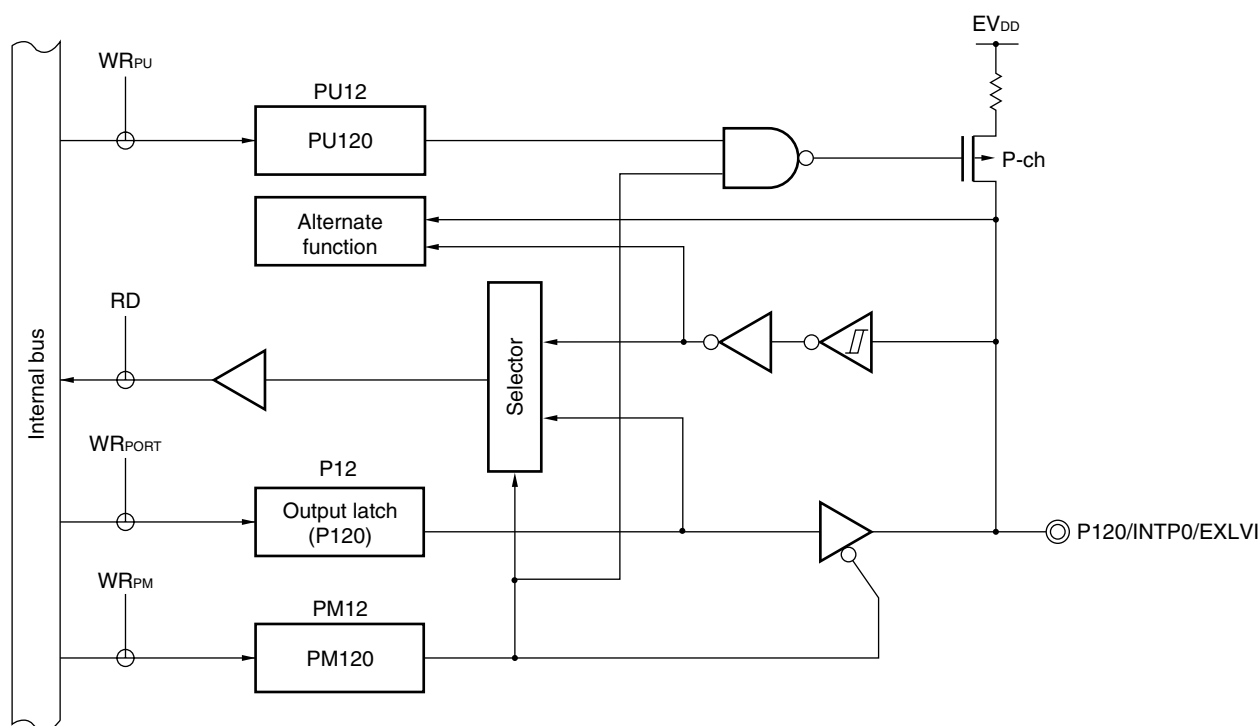 EVDD
WRPU
PU12
PU120
P-ch
Alternate
function
RD
Selector
Internal bus
WRPORT
P12
Output latch
(P120)
P120/INTP0/EXLVI
WRPM
PM12
PM120